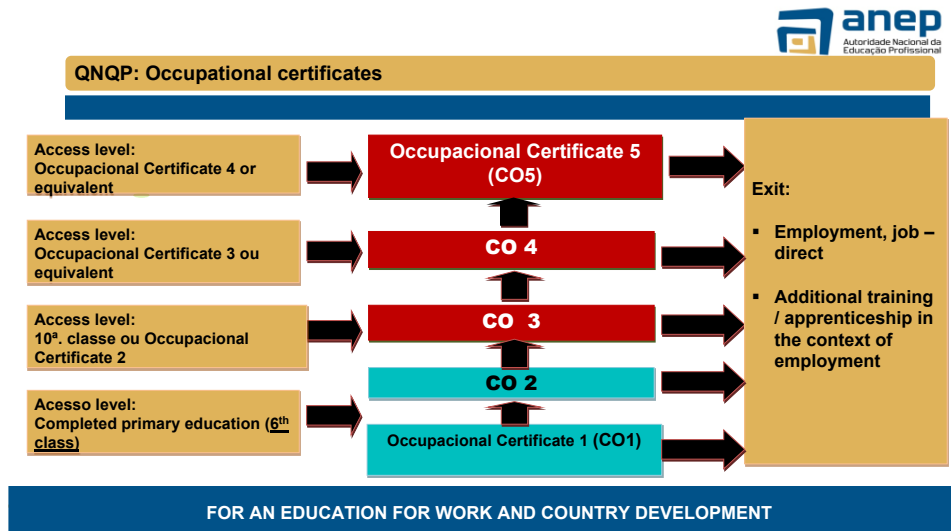 anep
Autoridade Nacional da
Educação Profissional
QNQP: Occupational certificates
Access level:
Occupacional Certificate 4 or
equivalent
Occupacional Certificate 5
(CO5)
Access level:
Occupacional Certificate 3 ou
equivalent
CO 4
Access level:
10ª. classe ou Occupacional
Certificate 2
CO 3
CO 2
Acesso level:
Completed primary education (6th
class)
Occupacional Certificate 1 (CO1)
Exit:
▪ Employment, job –
direct
▪ Additional training
/ apprenticeship in
the context of
employment
FOR AN EDUCATION FOR WORK AND COUNTRY DEVELOPMENT